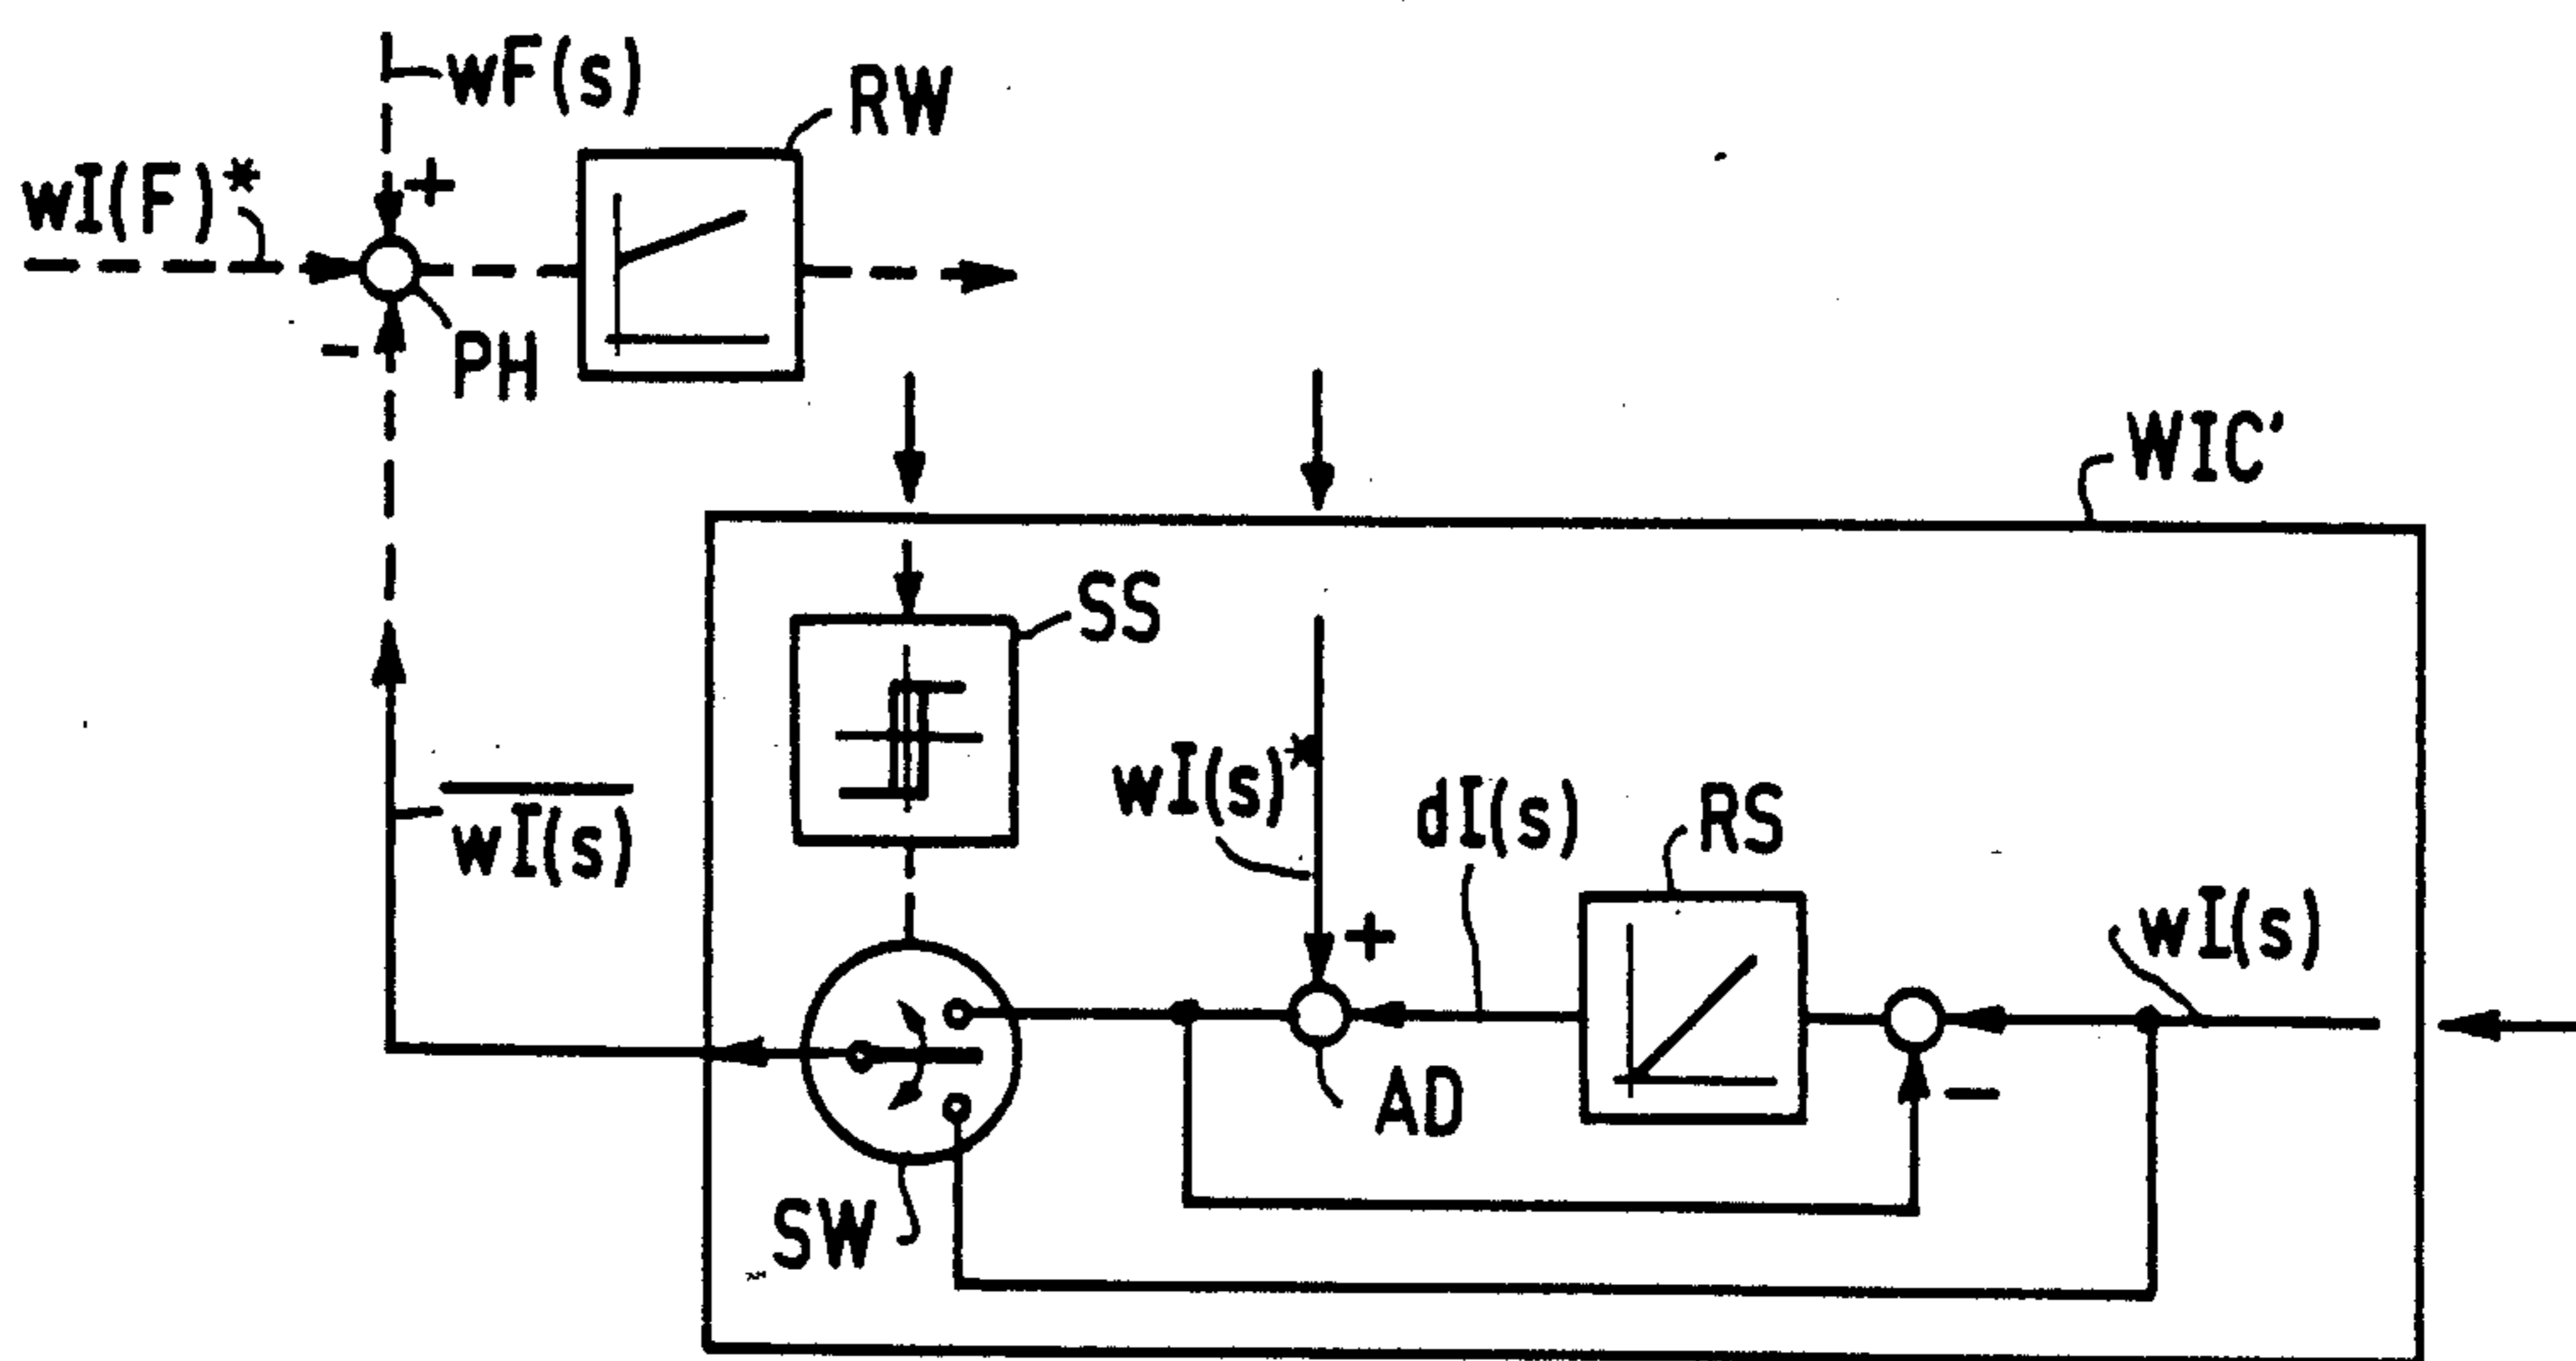 wF(s)
RW
+
wI(F)*
-
PH
WIC'
SS
wI(s)*
dI(s)
RS
wI(s)
wI(s)
+
AD
-
SW